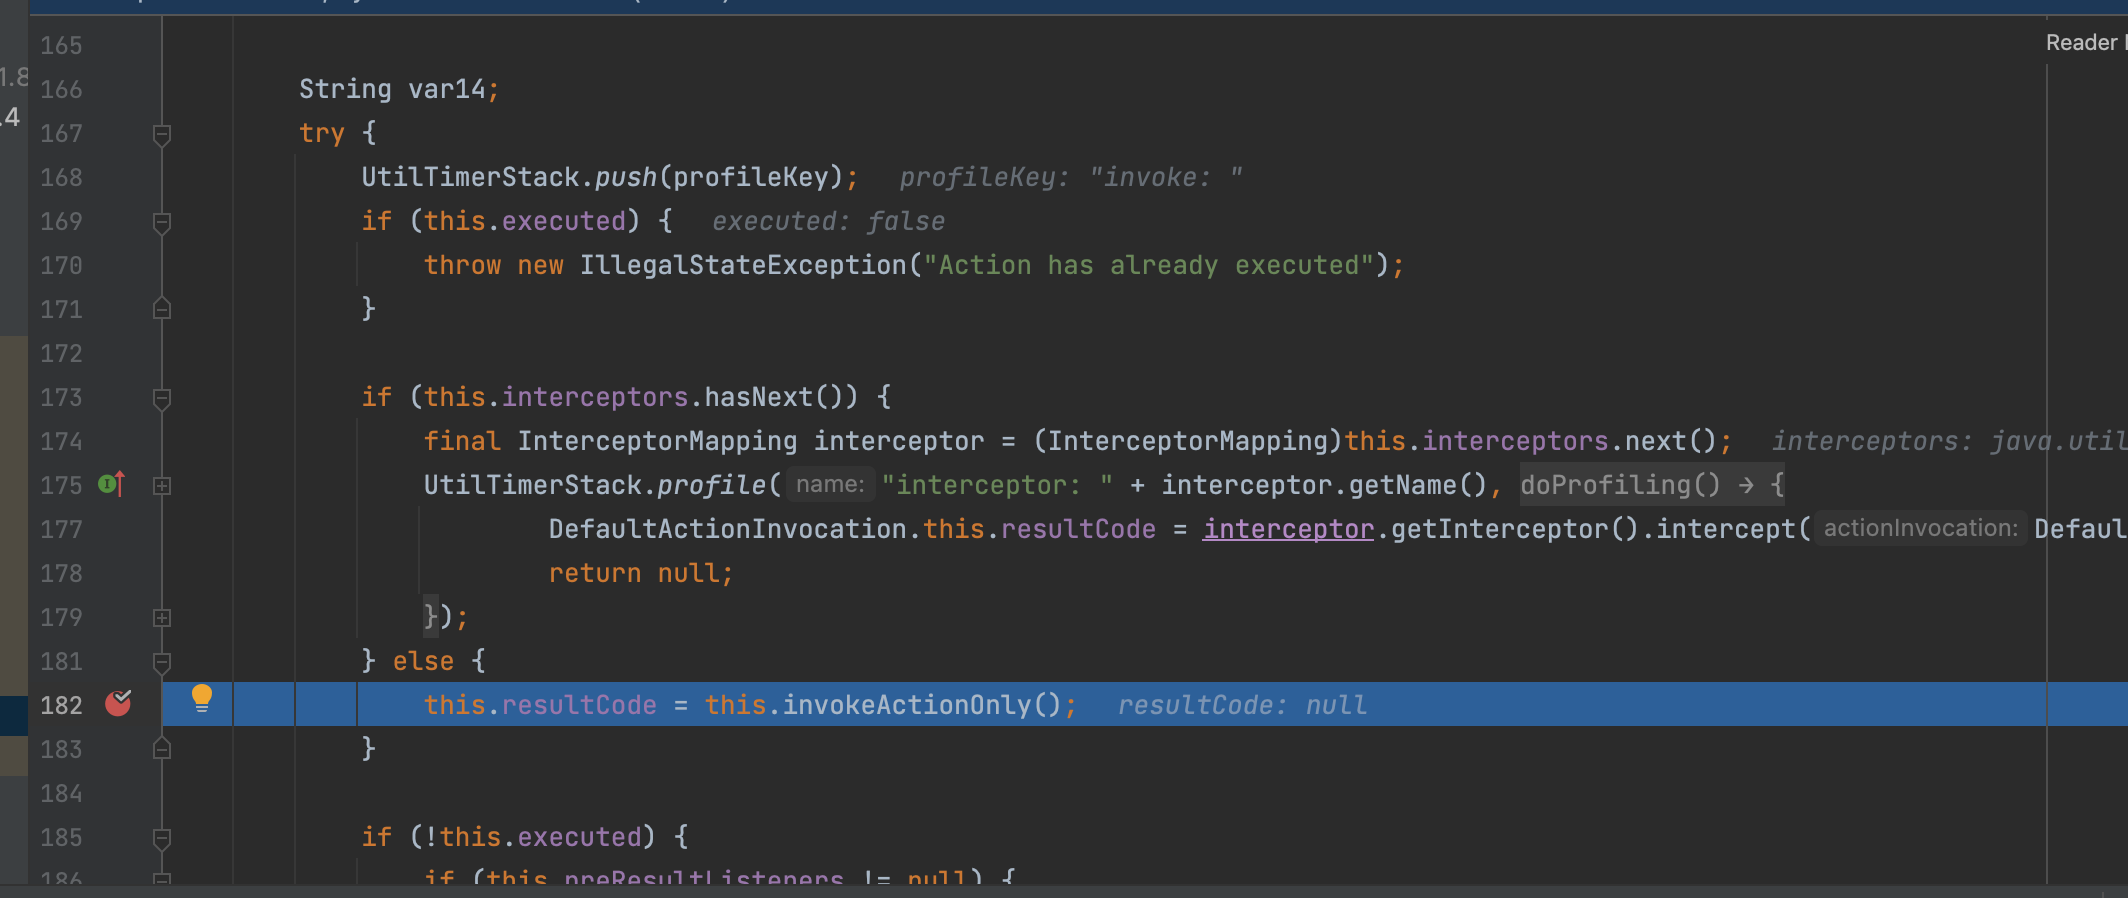 165
Reader
1.8
166 String var14;
.4
167 try {
168 UtilTimerStack.push(profileKey); profileKey: "invoke: "
169 if (this.executed) { executed: false
170 throw new IllegalStateException("Action has already executed");
171 }
172
173 if (this.interceptors.hasNext()) {
174 final InterceptorMapping interceptor = (InterceptorMapping)this.interceptors.next(); interceptors: java.util
175 UtilTimerStack.profile( name: "interceptor: " + interceptor.getName(), doProfiling() → {
177 DefaultActionInvocation.this.resultCode = interceptor.getInterceptor().intercept( actionInvocation: Defaul
178 return null;
179 });
181 } else {
182 this.resultCode = this.invokeActionOnly(); resultCode: null
183 }
184
185 if (!this.executed) {
186 if (this.preResultListeners != null) {